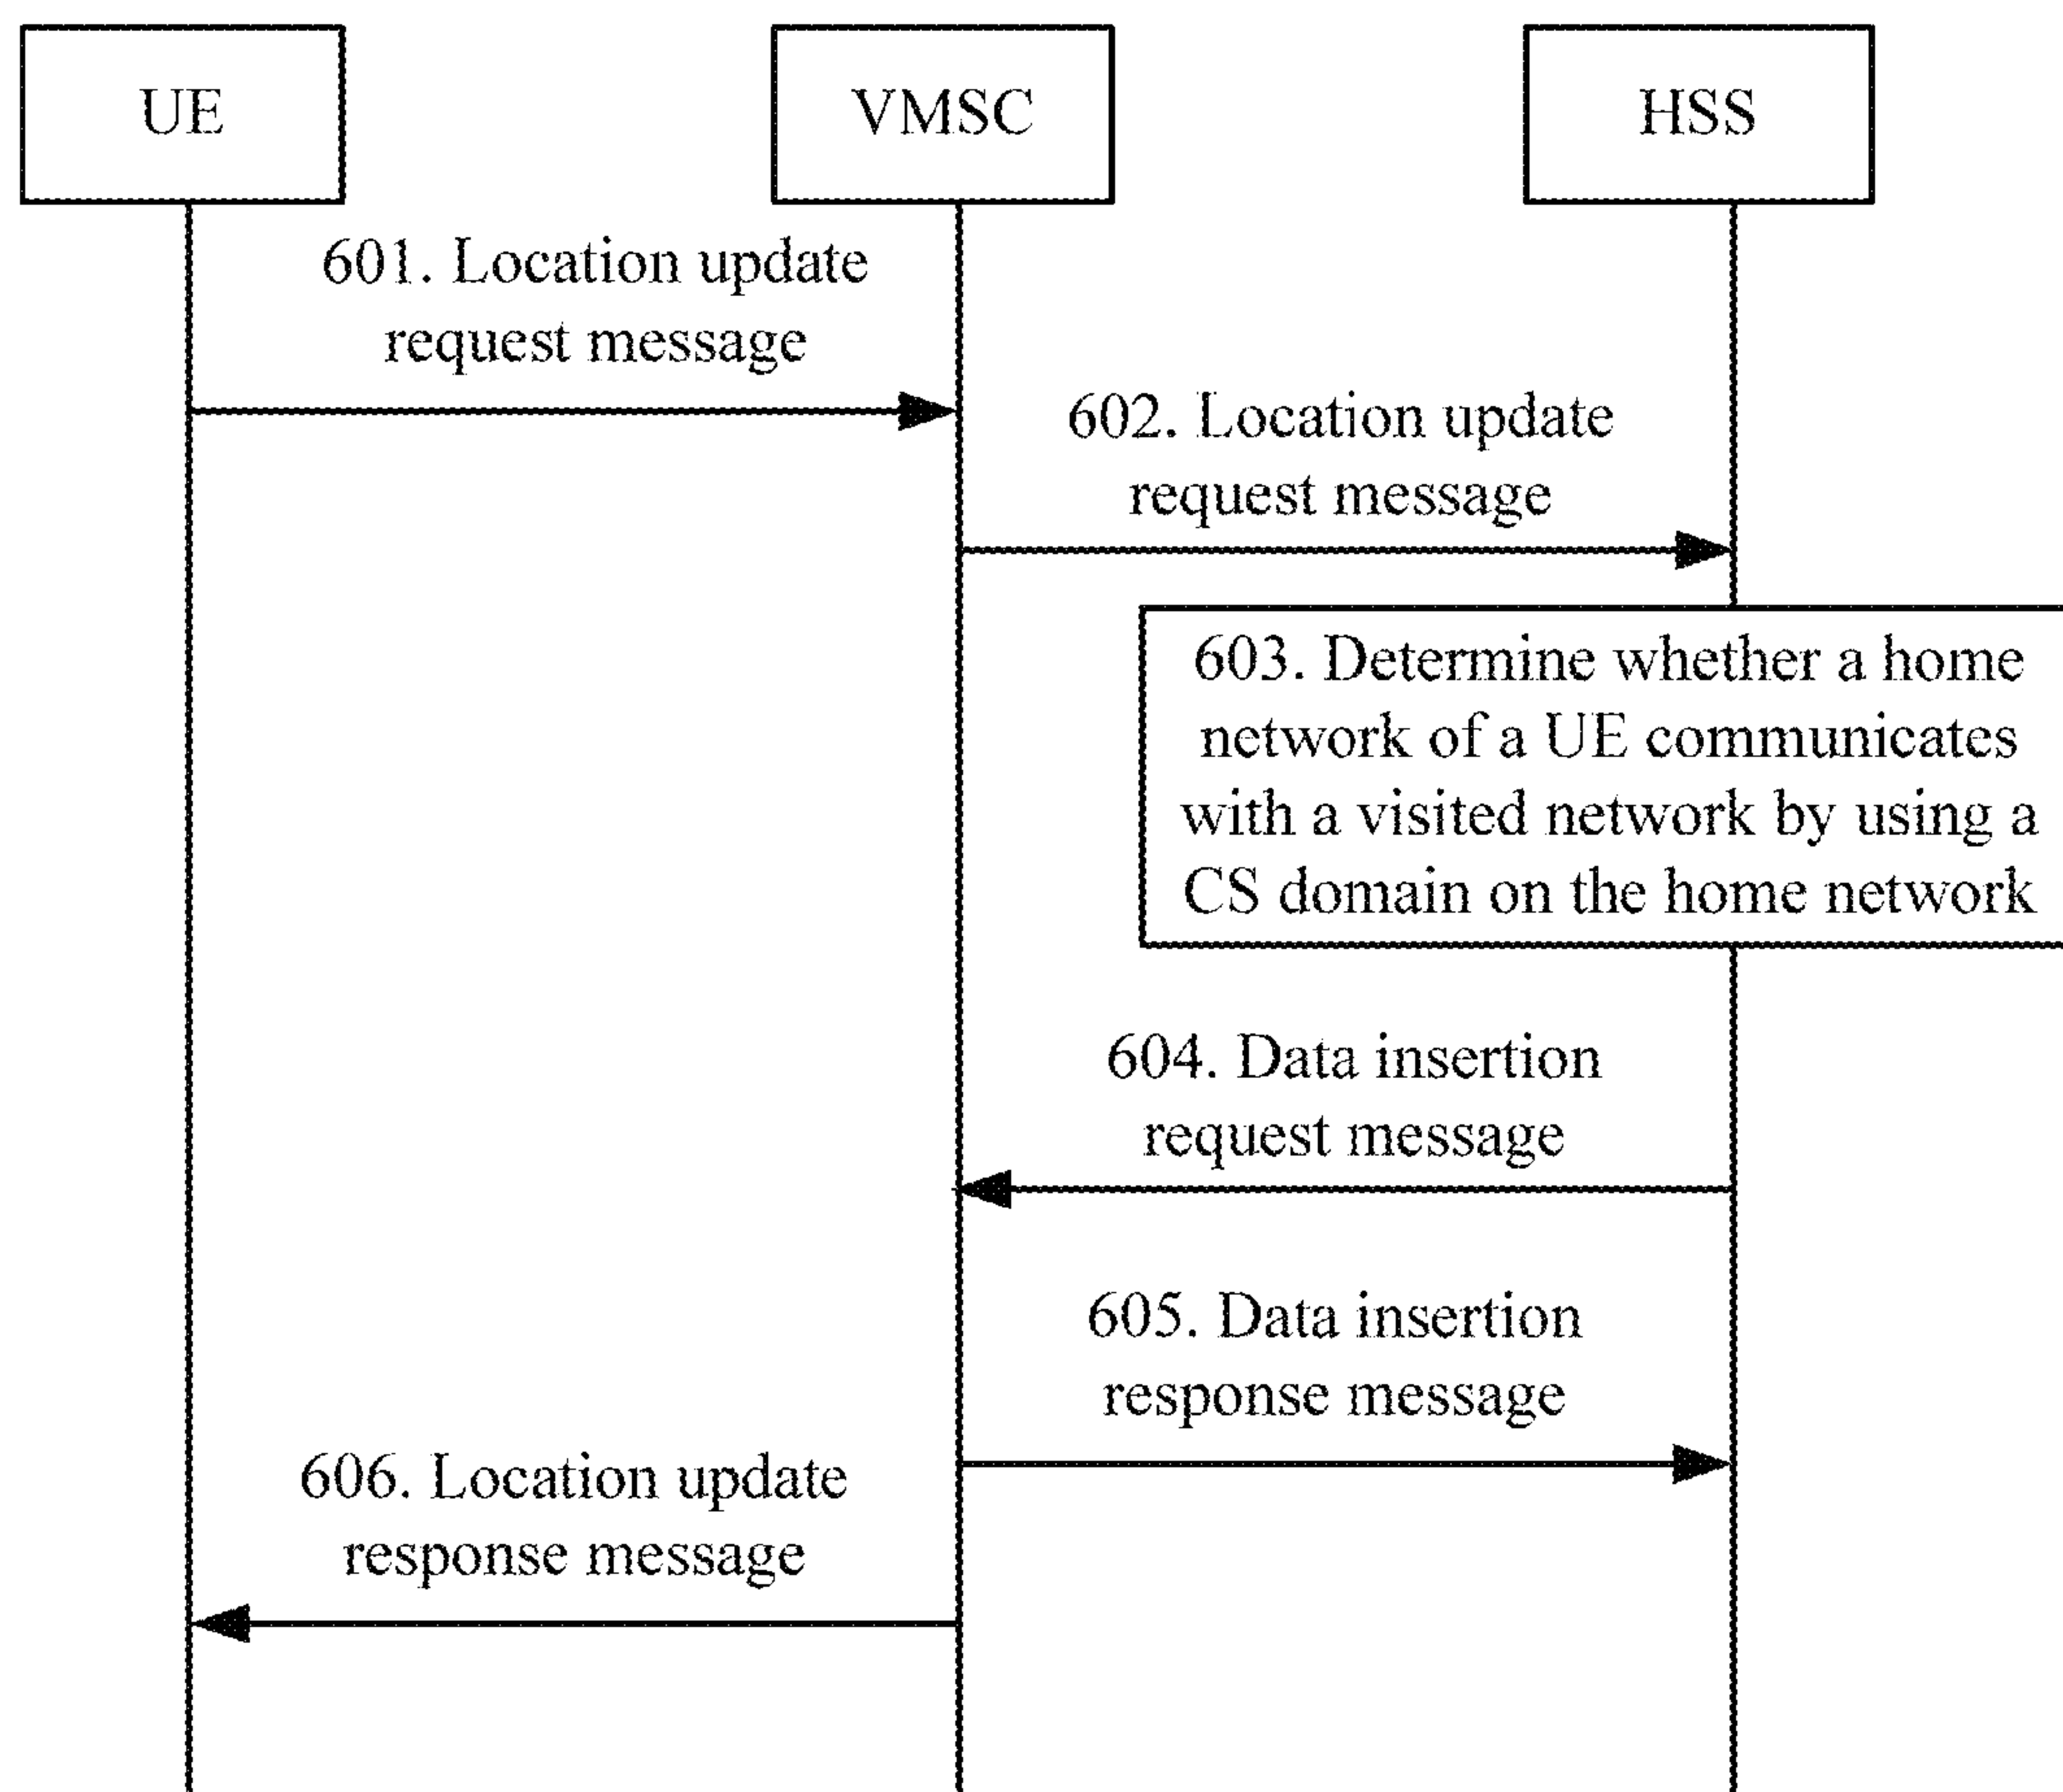 UE
VMSC
HSS
601. Location update
request message
602. Location update
request message
603. Determine whether a home
network of a UE communicates
with a visited network by using a
CS domain on the home network
604. Data insertion
request message
605. Data insertion
response message
606. Location update
response message